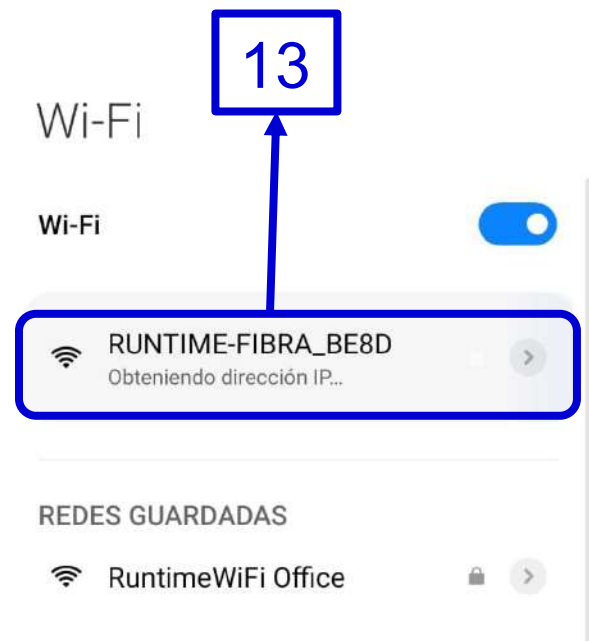 13
Wi-Fi
Wi-Fi
RUNTIME-FIBRA_BE8D
Obteniendo dirección IP...
REDES GUARDADAS
RuntimeWiFi Office